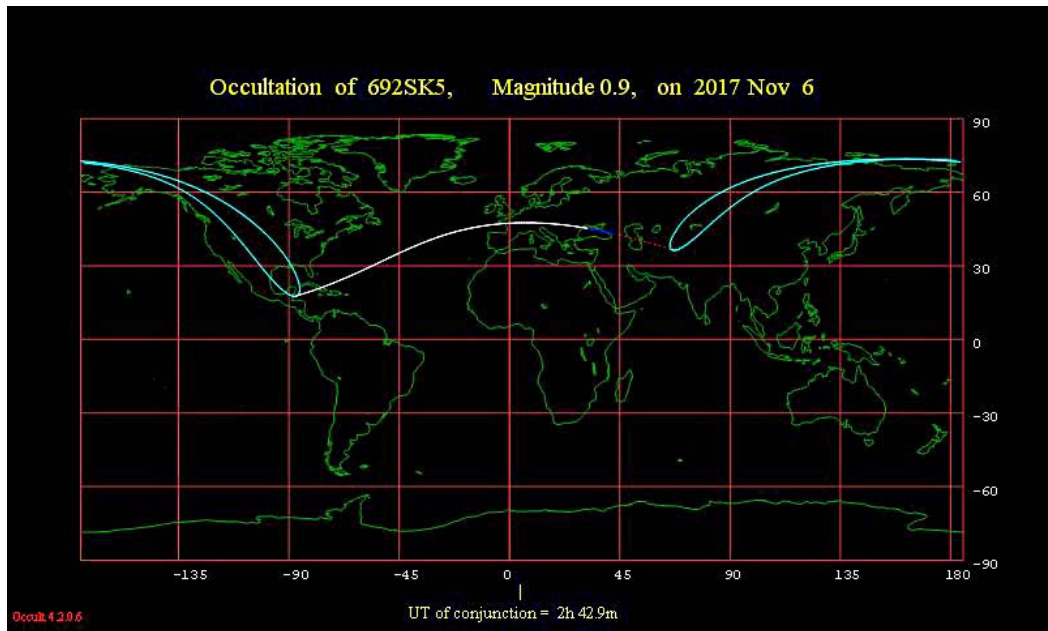 Occultation of 692SK5, Magnitude 0.9, on 2017 Nov 6
90
60
30
0
-30
-60
-90
-135 -90 -45 0 45 90 135 180
UT of conjunction = 2h 42.9m
Occult 4.2.0.6